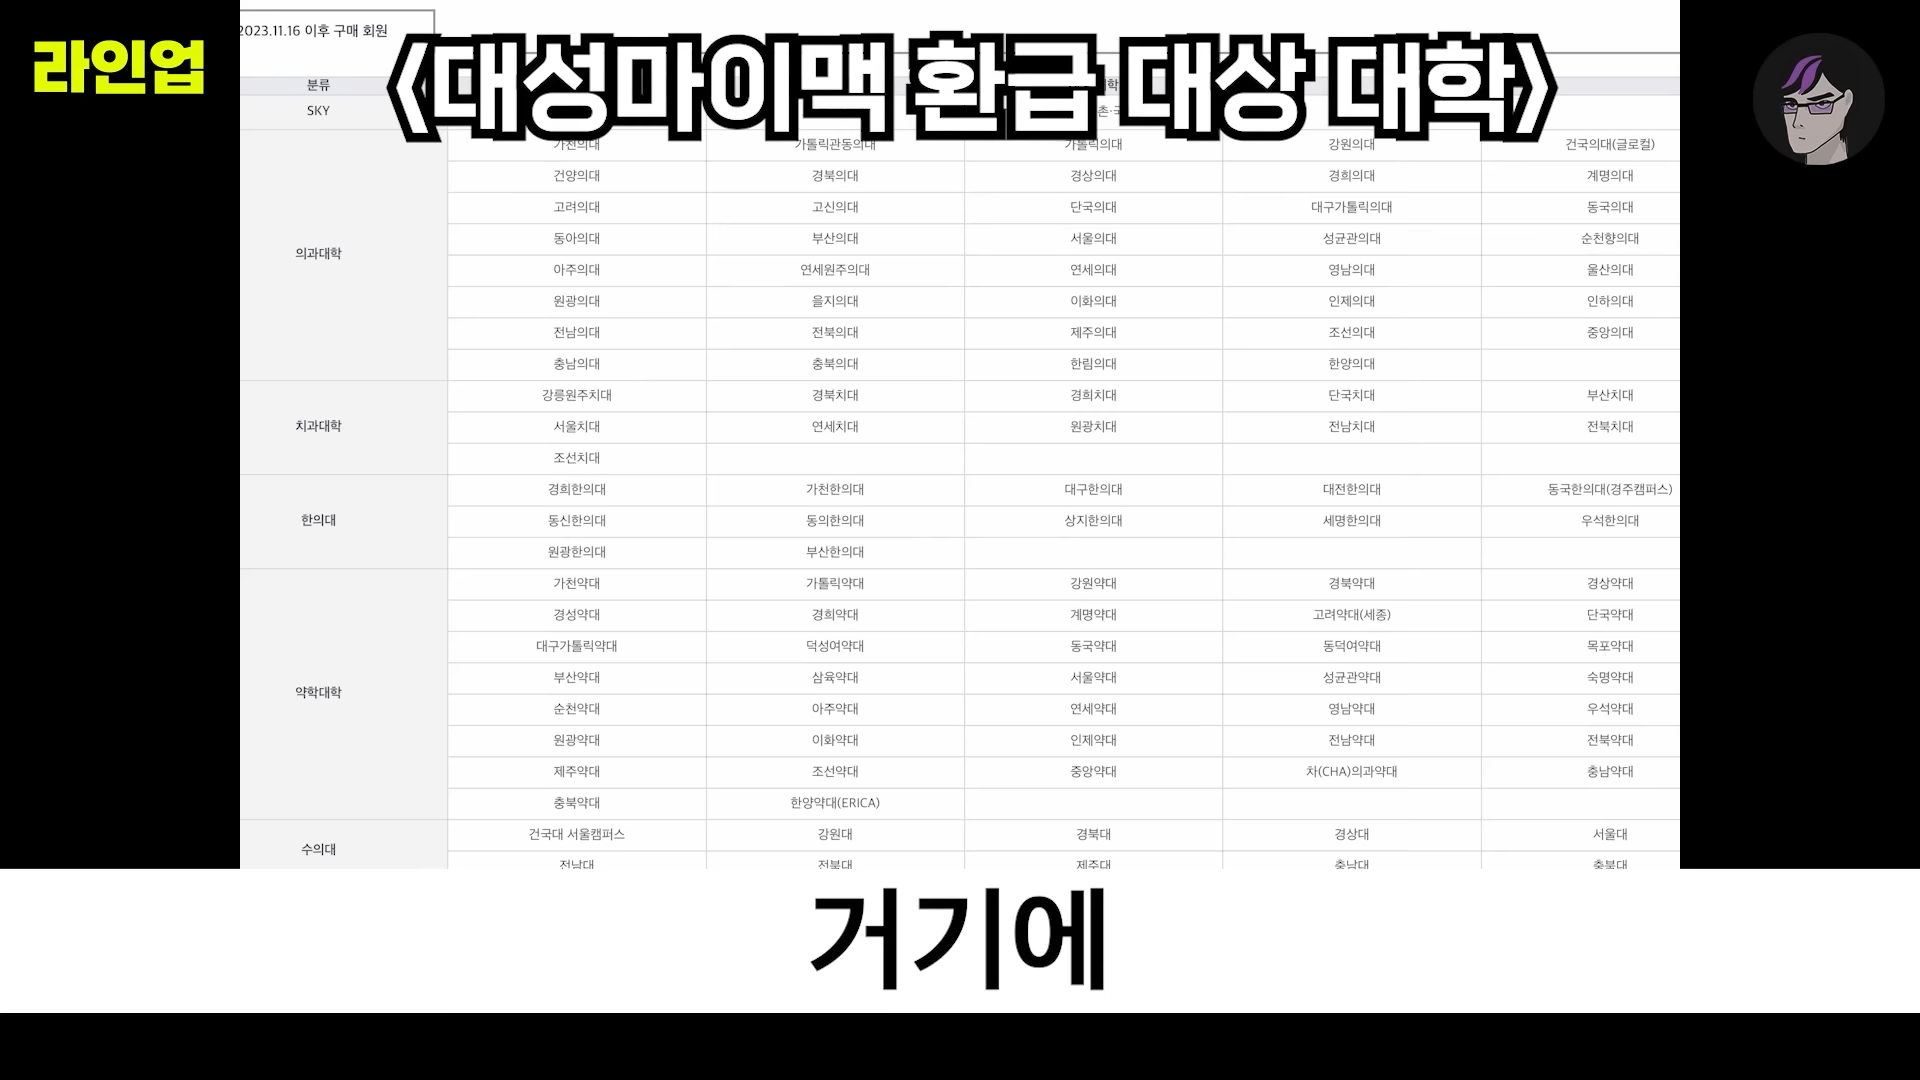 라인업
2023.11.16 이후 구매 회원
<대성마이맥 환급 대상 대학>
분류
SKY
의과대학
가천의대 가톨릭관동의대 가톨릭의대 강원의대 건국의대(글로컬)
건양의대 경북의대 경상의대 경희의대 계명의대
고려의대 고신의대 단국의대 대구가톨릭의대 동국의대
동아의대 부산의대 서울의대 성균관의대 순천향의대
아주의대 연세원주의대 연세의대 영남의대 울산의대
원광의대 을지의대 이화의대 인제의대 인하의대
전남의대 전북의대 제주의대 조선의대 중앙의대
충남의대 충북의대 한림의대 한양의대
치과대학
강릉원주치대 경북치대 경희치대 단국치대 부산치대
서울치대 연세치대 원광치대 전남치대 전북치대
조선치대
한의대
경희한의대 가천한의대 대구한의대 대전한의대 동국한의대(경주캠퍼스)
동신한의대 동의한의대 상지한의대 세명한의대 우석한의대
원광한의대 부산한의대
약학대학
가천약대 가톨릭약대 강원약대 경북약대 경상약대
경성약대 경희약대 계명약대 고려약대(세종) 단국약대
대구가톨릭약대 덕성여약대 동국약대 동덕여약대 목포약대
부산약대 삼육약대 서울약대 성균관약대 숙명약대
순천약대 아주약대 연세약대 영남약대 우석약대
원광약대 이화약대 인제약대 전남약대 전북약대
제주약대 조선약대 중앙약대 차(CHA)의과약대 충남약대
충북약대 한양약대(ERICA)
수의대
건국대 서울캠퍼스 강원대 경북대 경상대 서울대
전남대 전북대 제주대 충남대 충북대
거기에